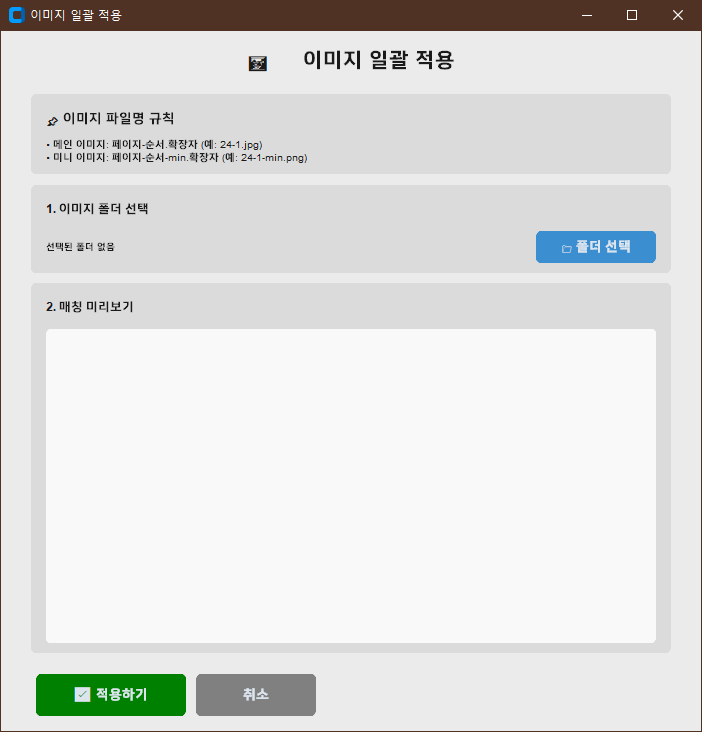 이미지 일괄 적용
이미지 일괄 적용
이미지 파일명 규칙
• 메인 이미지: 페이지-순서.확장자 (예: 24-1.jpg)
• 미니 이미지: 페이지-순서-min.확장자 (예: 24-1-min.png)
1. 이미지 폴더 선택
선택된 폴더 없음
폴더 선택
2. 매칭 미리보기
적용하기
취소